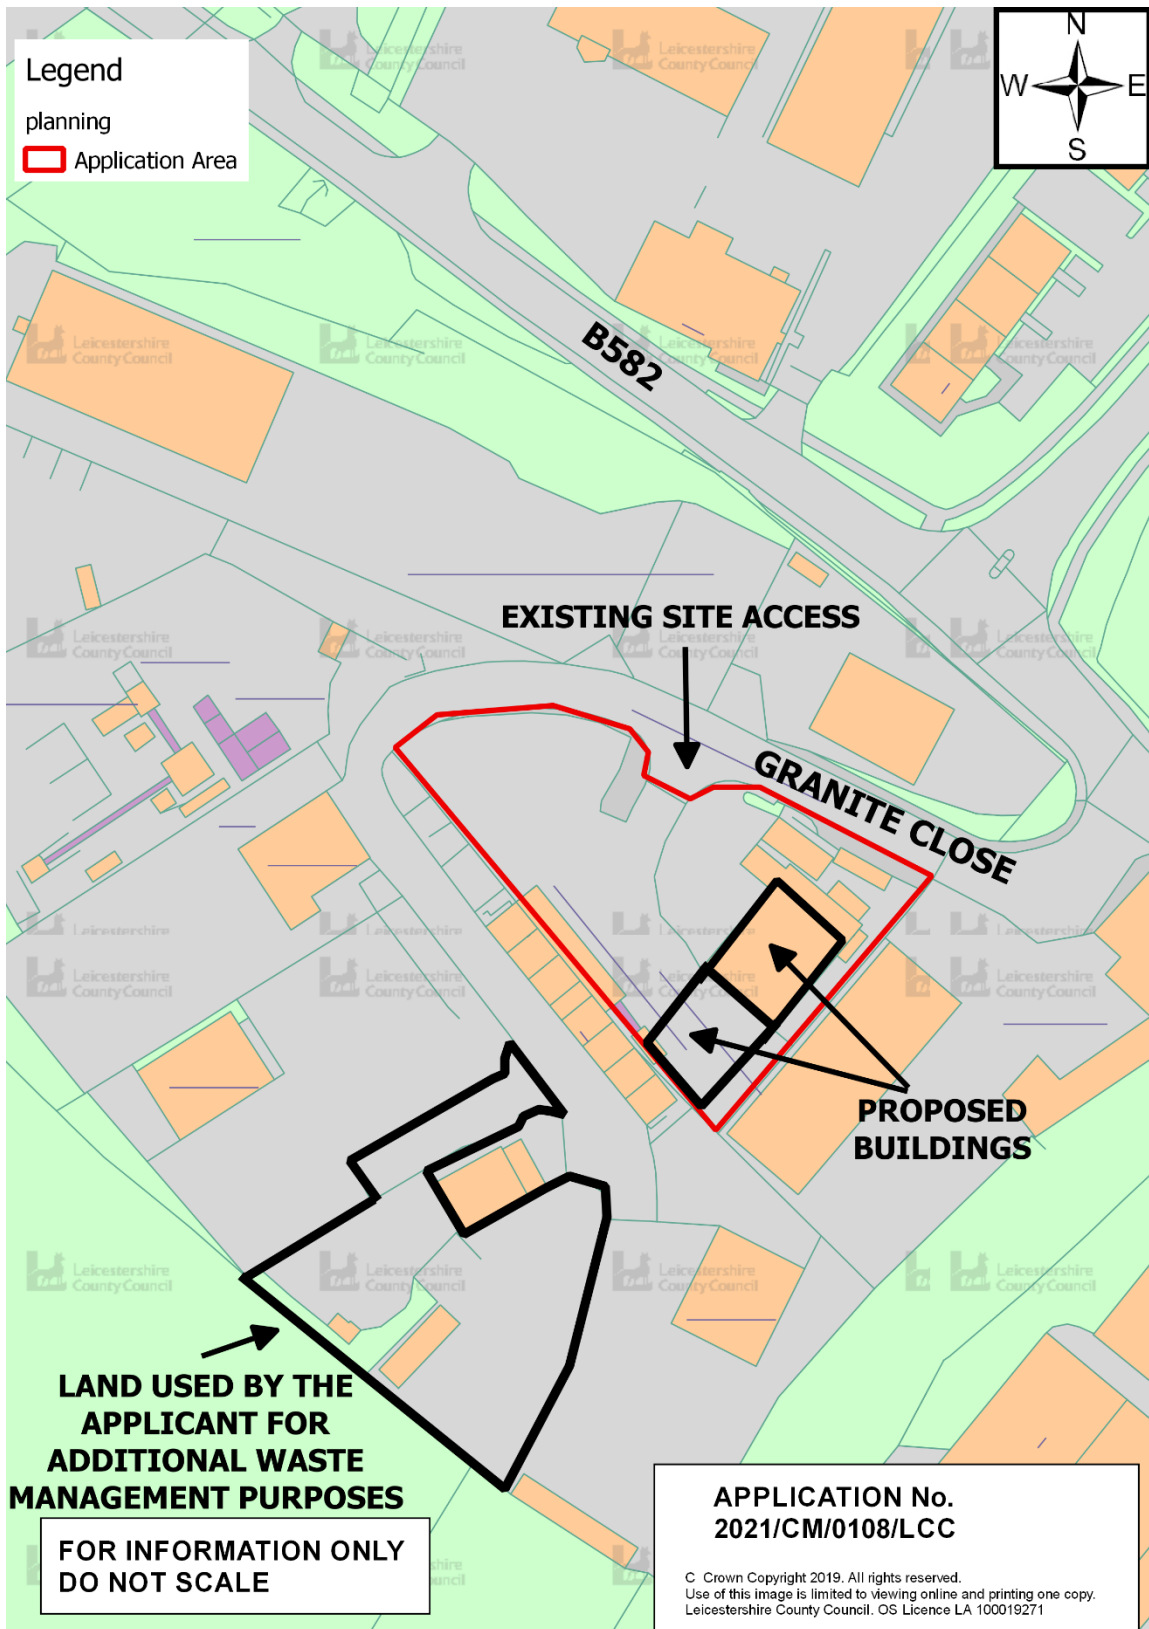 Legend
planning
Application Area
N
W E
S
B582
EXISTING SITE ACCESS
GRANITE CLOSE
PROPOSED
BUILDINGS
LAND USED BY THE
APPLICANT FOR
ADDITIONAL WASTE
MANAGEMENT PURPOSES
FOR INFORMATION ONLY
DO NOT SCALE
APPLICATION No.
2021/CM/0108/LCC
C Crown Copyright 2019. All rights reserved.
Use of this image is limited to viewing online and printing one copy.
Leicestershire County Council. OS Licence LA 100019271
Leicestershire
County Council